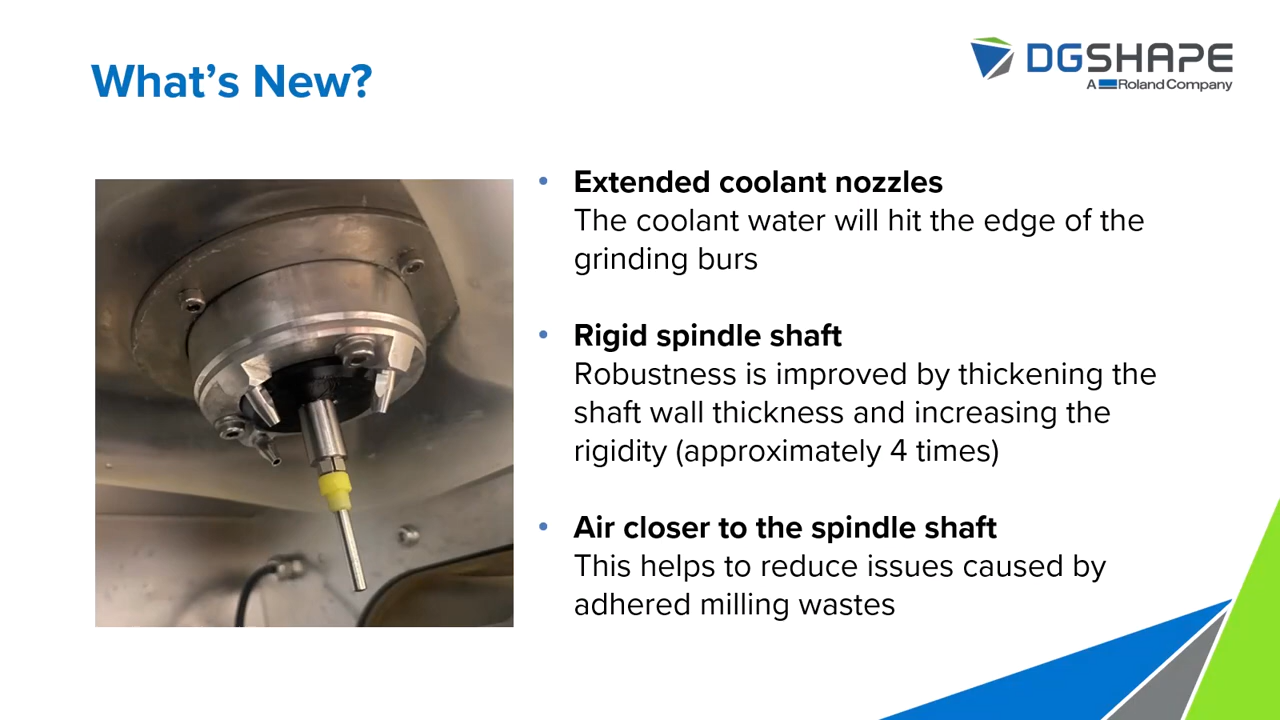 What's New?
DGSHAPE
A Roland Company
• Extended coolant nozzles
The coolant water will hit the edge of the
grinding burs
• Rigid spindle shaft
Robustness is improved by thickening the
shaft wall thickness and increasing the
rigidity (approximately 4 times)
• Air closer to the spindle shaft
This helps to reduce issues caused by
adhered milling wastes